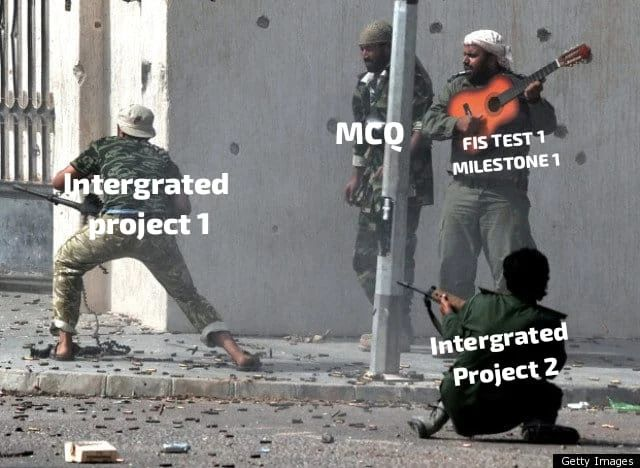 Intergrated
project 1
MCQ
FIS TEST 1
MILESTONE 1
Intergrated
Project 2
Getty Images